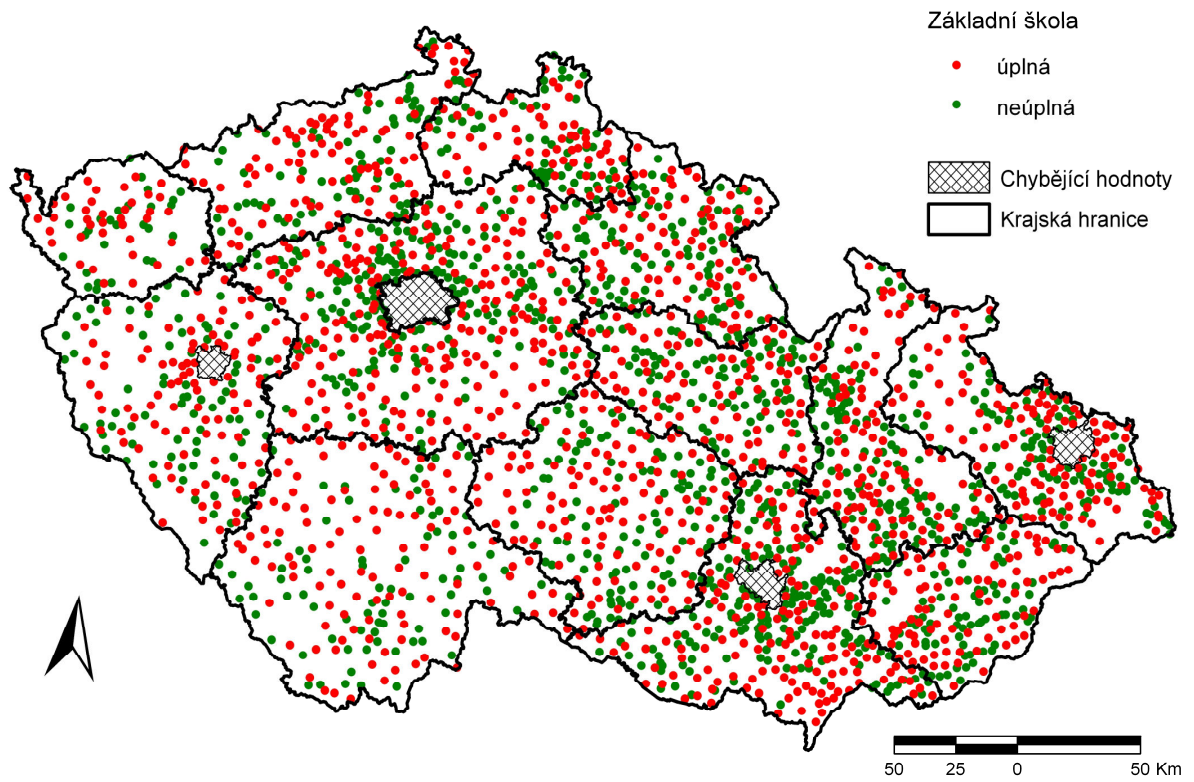 Základní škola
úplná
neúplná
Chybějící hodnoty
Krajská hranice
50 25 0 50 Km